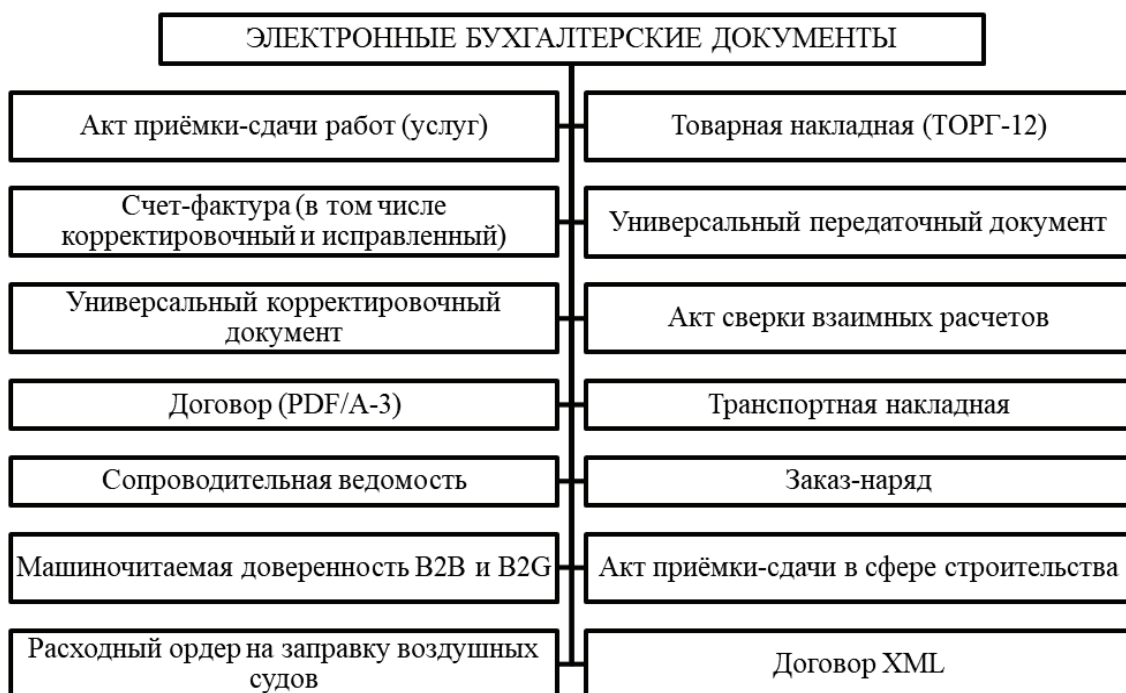 ЭЛЕКТРОННЫЕ БУХГАЛТЕРСКИЕ ДОКУМЕНТЫ
Акт приёмки-сдачи работ (услуг)
Товарная накладная (ТОРГ-12)
Счет-фактура (в том числе
корректировочный и исправленный)
Универсальный передаточный документ
Универсальный корректировочный
документ
Акт сверки взаимных расчетов
Договор (PDF/A-3)
Транспортная накладная
Сопроводительная ведомость
Заказ-наряд
Машиночитаемая доверенность B2B и B2G
Акт приёмки-сдачи в сфере строительства
Расходный ордер на заправку воздушных
судов
Договор XML